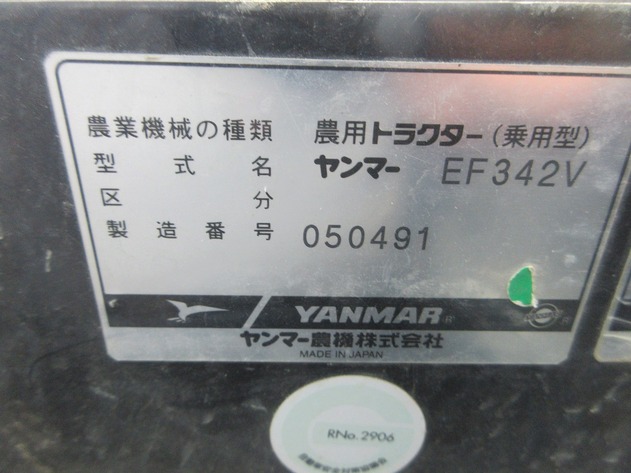 農業機械の種類 農用トラクター(乗用型)
型式名 ヤンマー EF342V
区分
製造番号 050491
YANMAR®
ヤンマー農機株式会社
MADE IN JAPAN
RNo.2906